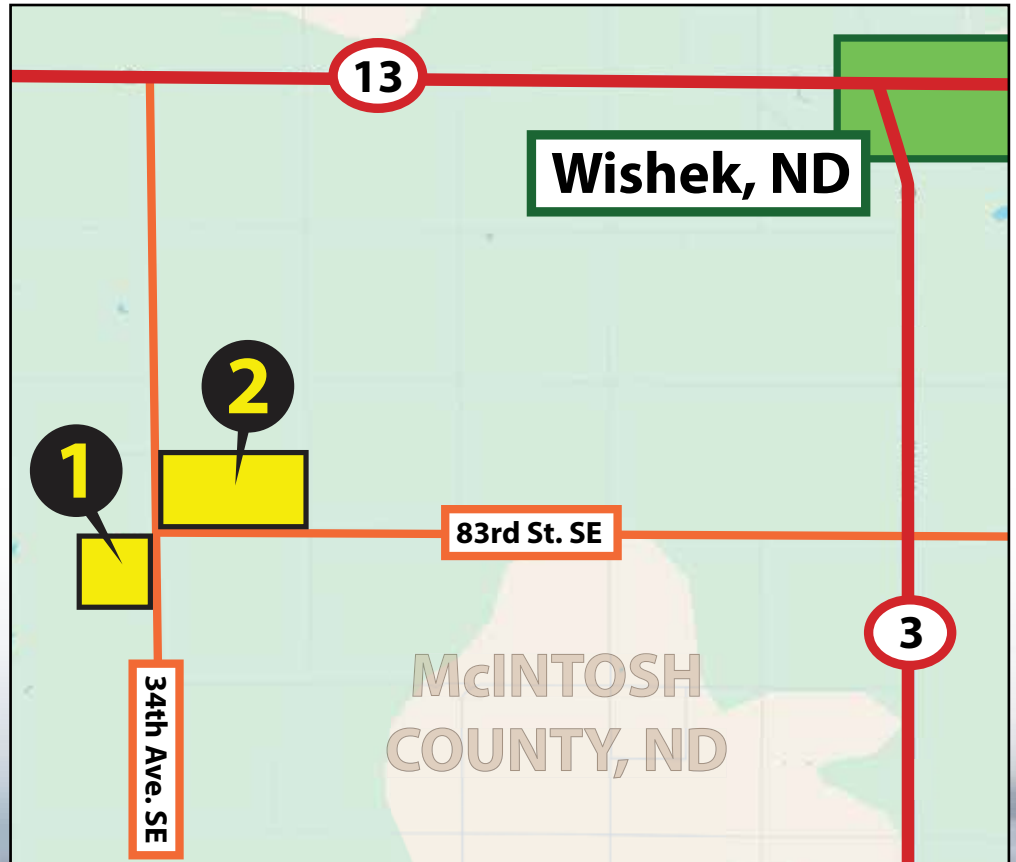 13
Wishek, ND
2
1
83rd St. SE
3
McINTOSH
COUNTY, ND
34th Ave. SE